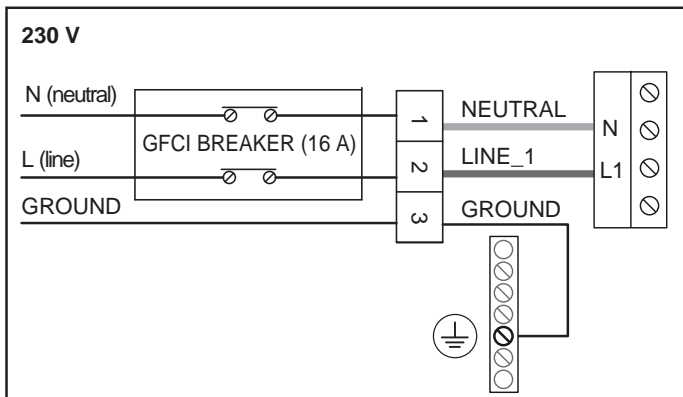 230 V
N (neutral)
GFCI BREAKER (16 A)
L (line)
GROUND
1
2
3
NEUTRAL
LINE_1
GROUND
N
L1